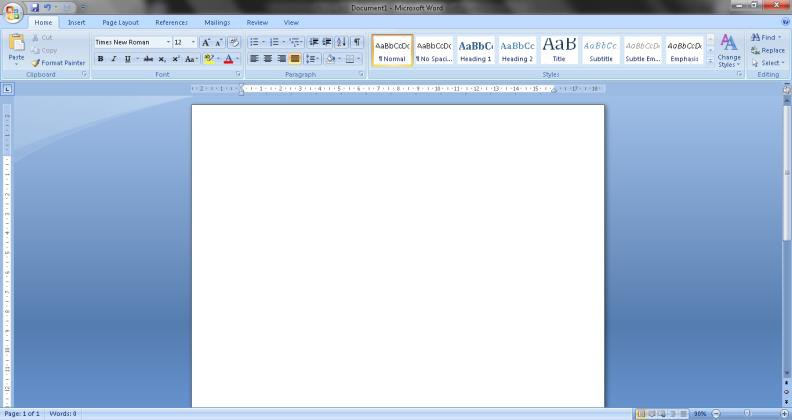 Document1 - Microsoft Word
Home Insert Page Layout References Mailings Review View
Paste
Cut
Copy
Format Painter
Clipboard
Times New Roman 12
B I U abc x₂ x² Aa A
Font
Paragraph
AaBbCcDc AaBbCcDc AaBbC AaBbCc AaB AaBbCc AaBbCcDc AaBbCcDc
¶ Normal ¶ No Spaci... Heading 1 Heading 2 Title Subtitle Subtle Em... Emphasis
Change
Styles
Styles
Find
Replace
Select
Editing
Page: 1 of 1 Words: 0
90%